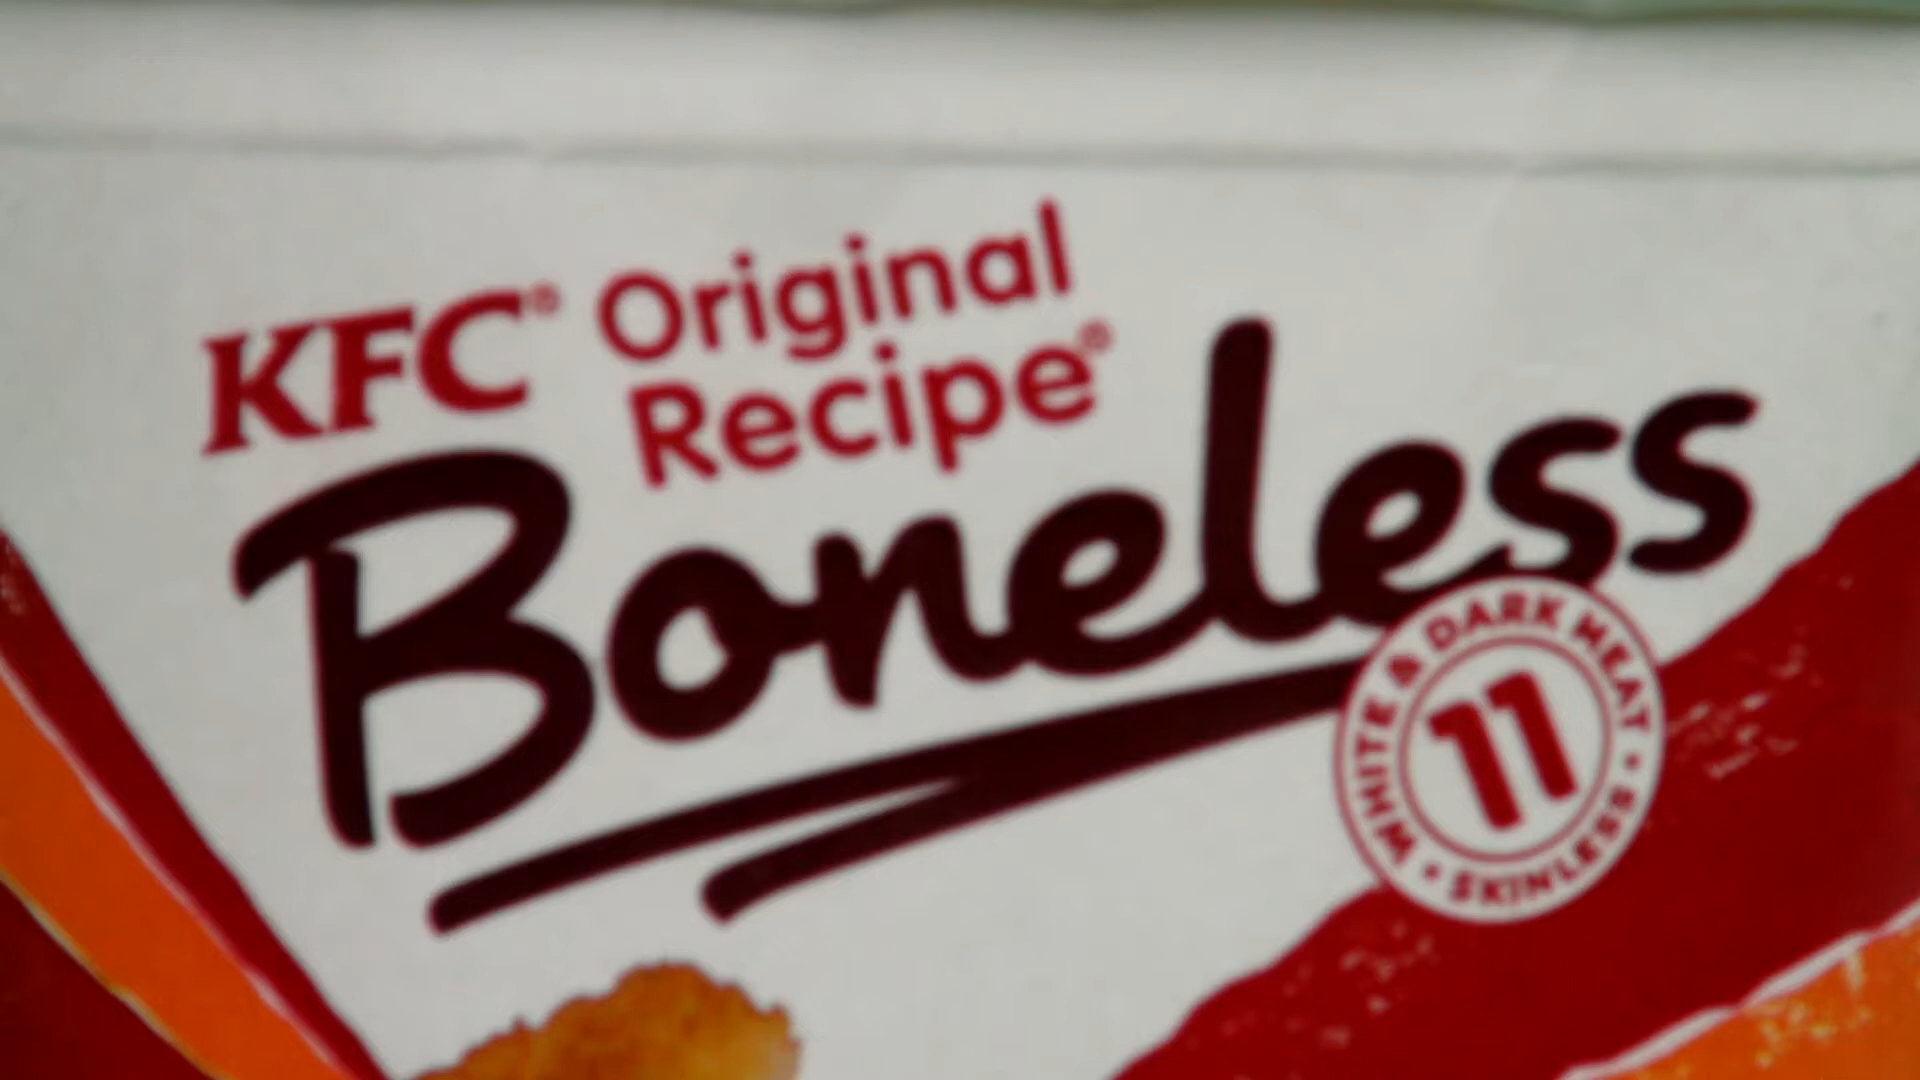 KFC® Original
Recipe®
Boneless
WHITE & DARK MEAT • SKINLESS •
11